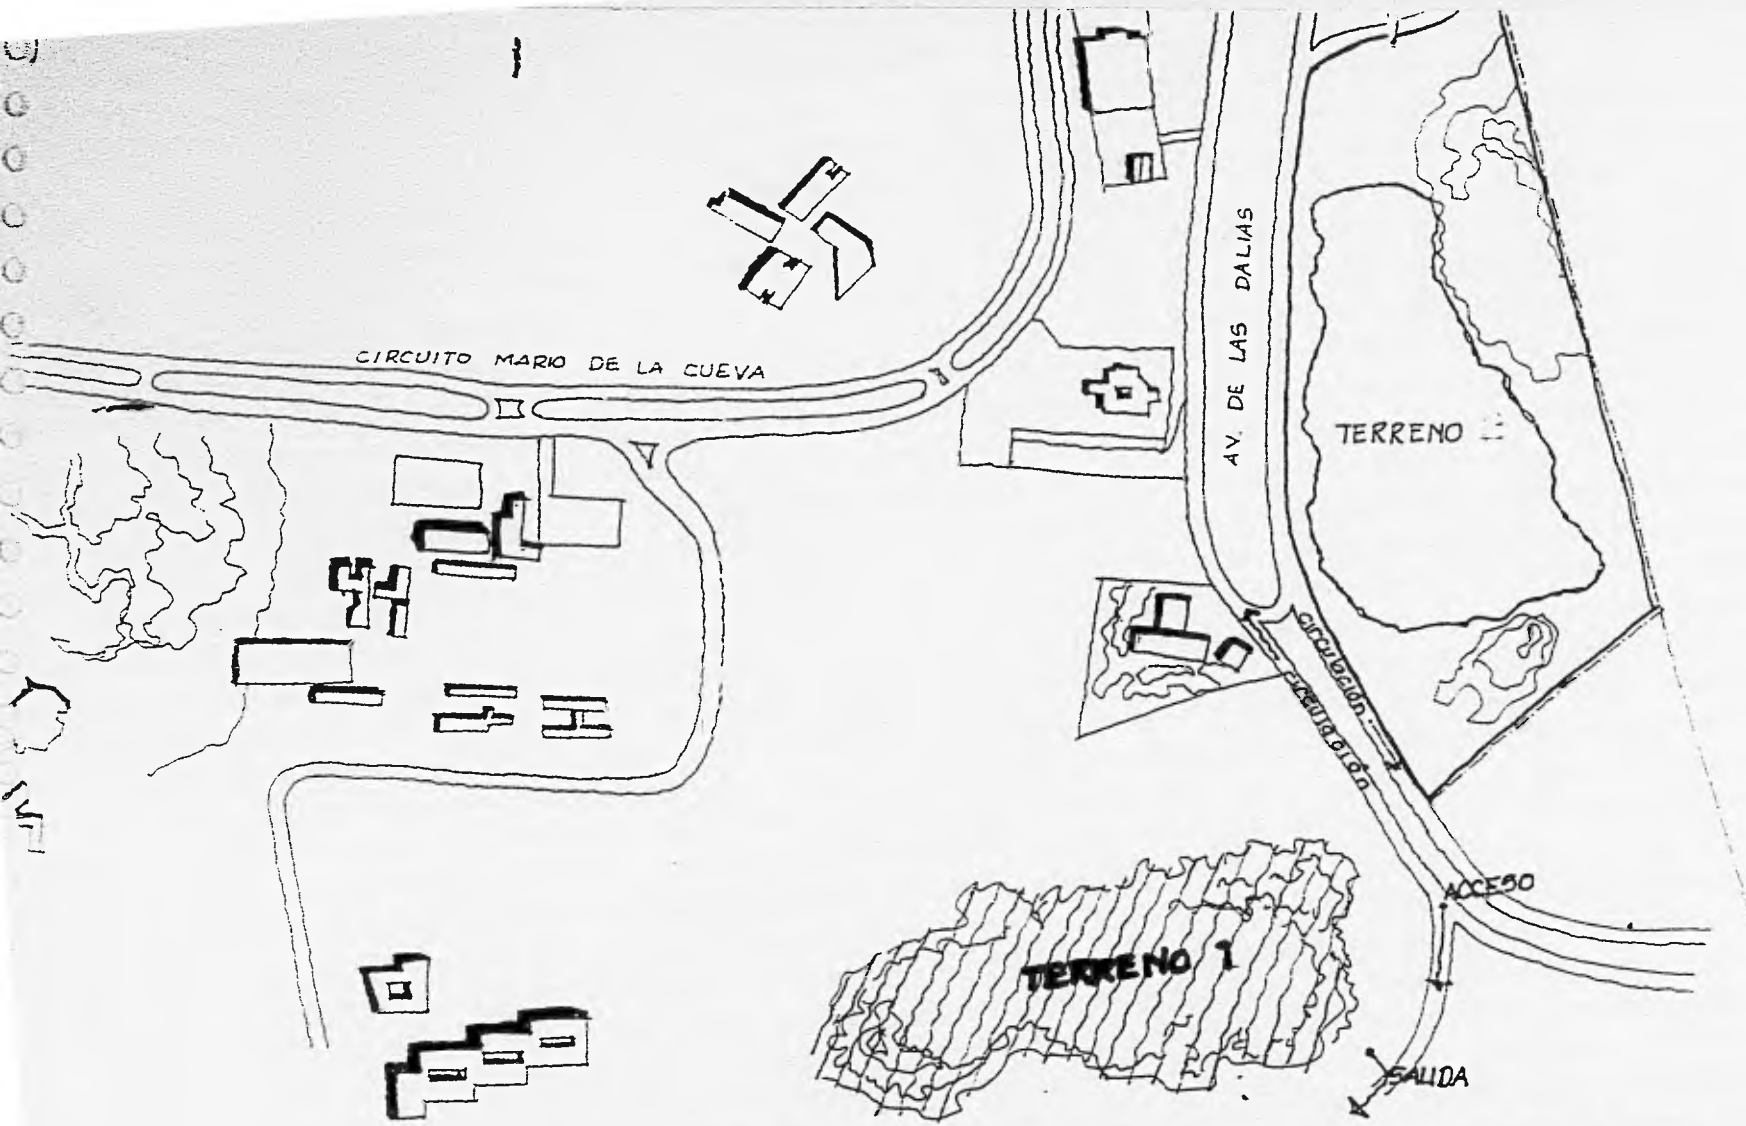 CIRCUITO MARIO DE LA CUEVA
AV. DE LAS DALIAS
TERRENO
circulación
circulación
ACCESO
TERRENO 1
SALIDA